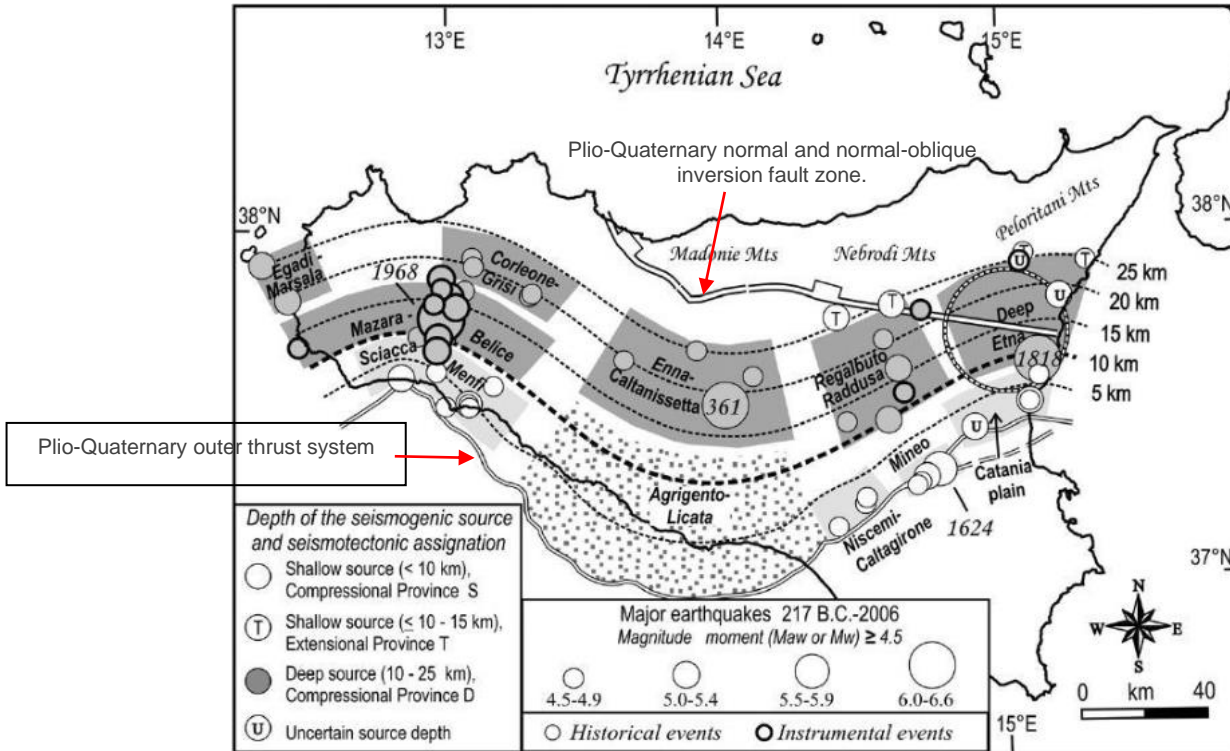 13°E
14°E
15°E
Tyrrhenian Sea
Plio-Quaternary normal and normal-oblique
inversion fault zone.
38°N
38°N
Peloritani Mts
Madonie Mts
Nebrodi Mts
Egadi-
Marsala
1968
Corleone-
Grisi
25 km
20 km
15 km
10 km
5 km
Mazara-
Belice
Sciacca
Menfi
Deep
Etna
1818
Enna-
Caltanissetta
361
Regalbuto
Raddusa
Plio-Quaternary outer thrust system
Mineo
Catania
plain
Agrigento-
Licata
Niscemi-
Caltagirone
1624
37°N
Depth of the seismogenic source
and seismotectonic assignation
Shallow source (< 10 km),
Compressional Province S
T
Shallow source (≤ 10 - 15 km),
Extensional Province T
Deep source (10 - 25 km),
Compressional Province D
U
Uncertain source depth
Major earthquakes 217 B.C.-2006
Magnitude moment (Maw or Mw) ≥ 4.5
4.5-4.9
5.0-5.4
5.5-5.9
6.0-6.6
Historical events
Instrumental events
N
W
E
S
0 km 40
15°E
T
U
T
U
T
T
U